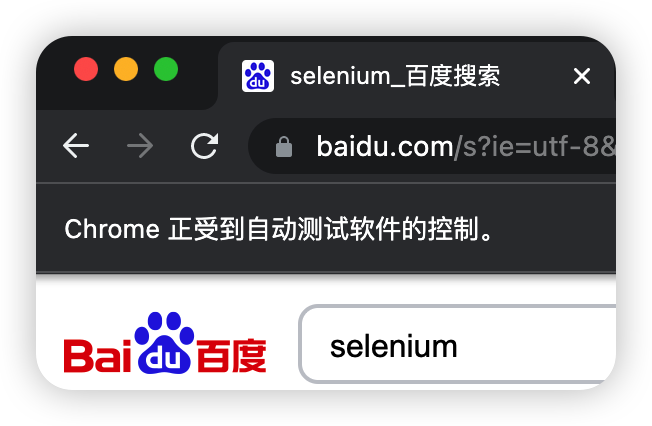 selenium_百度搜索
baidu.com/s?ie=utf-8&
Chrome 正受到自动测试软件的控制。
Bai du 百度
selenium